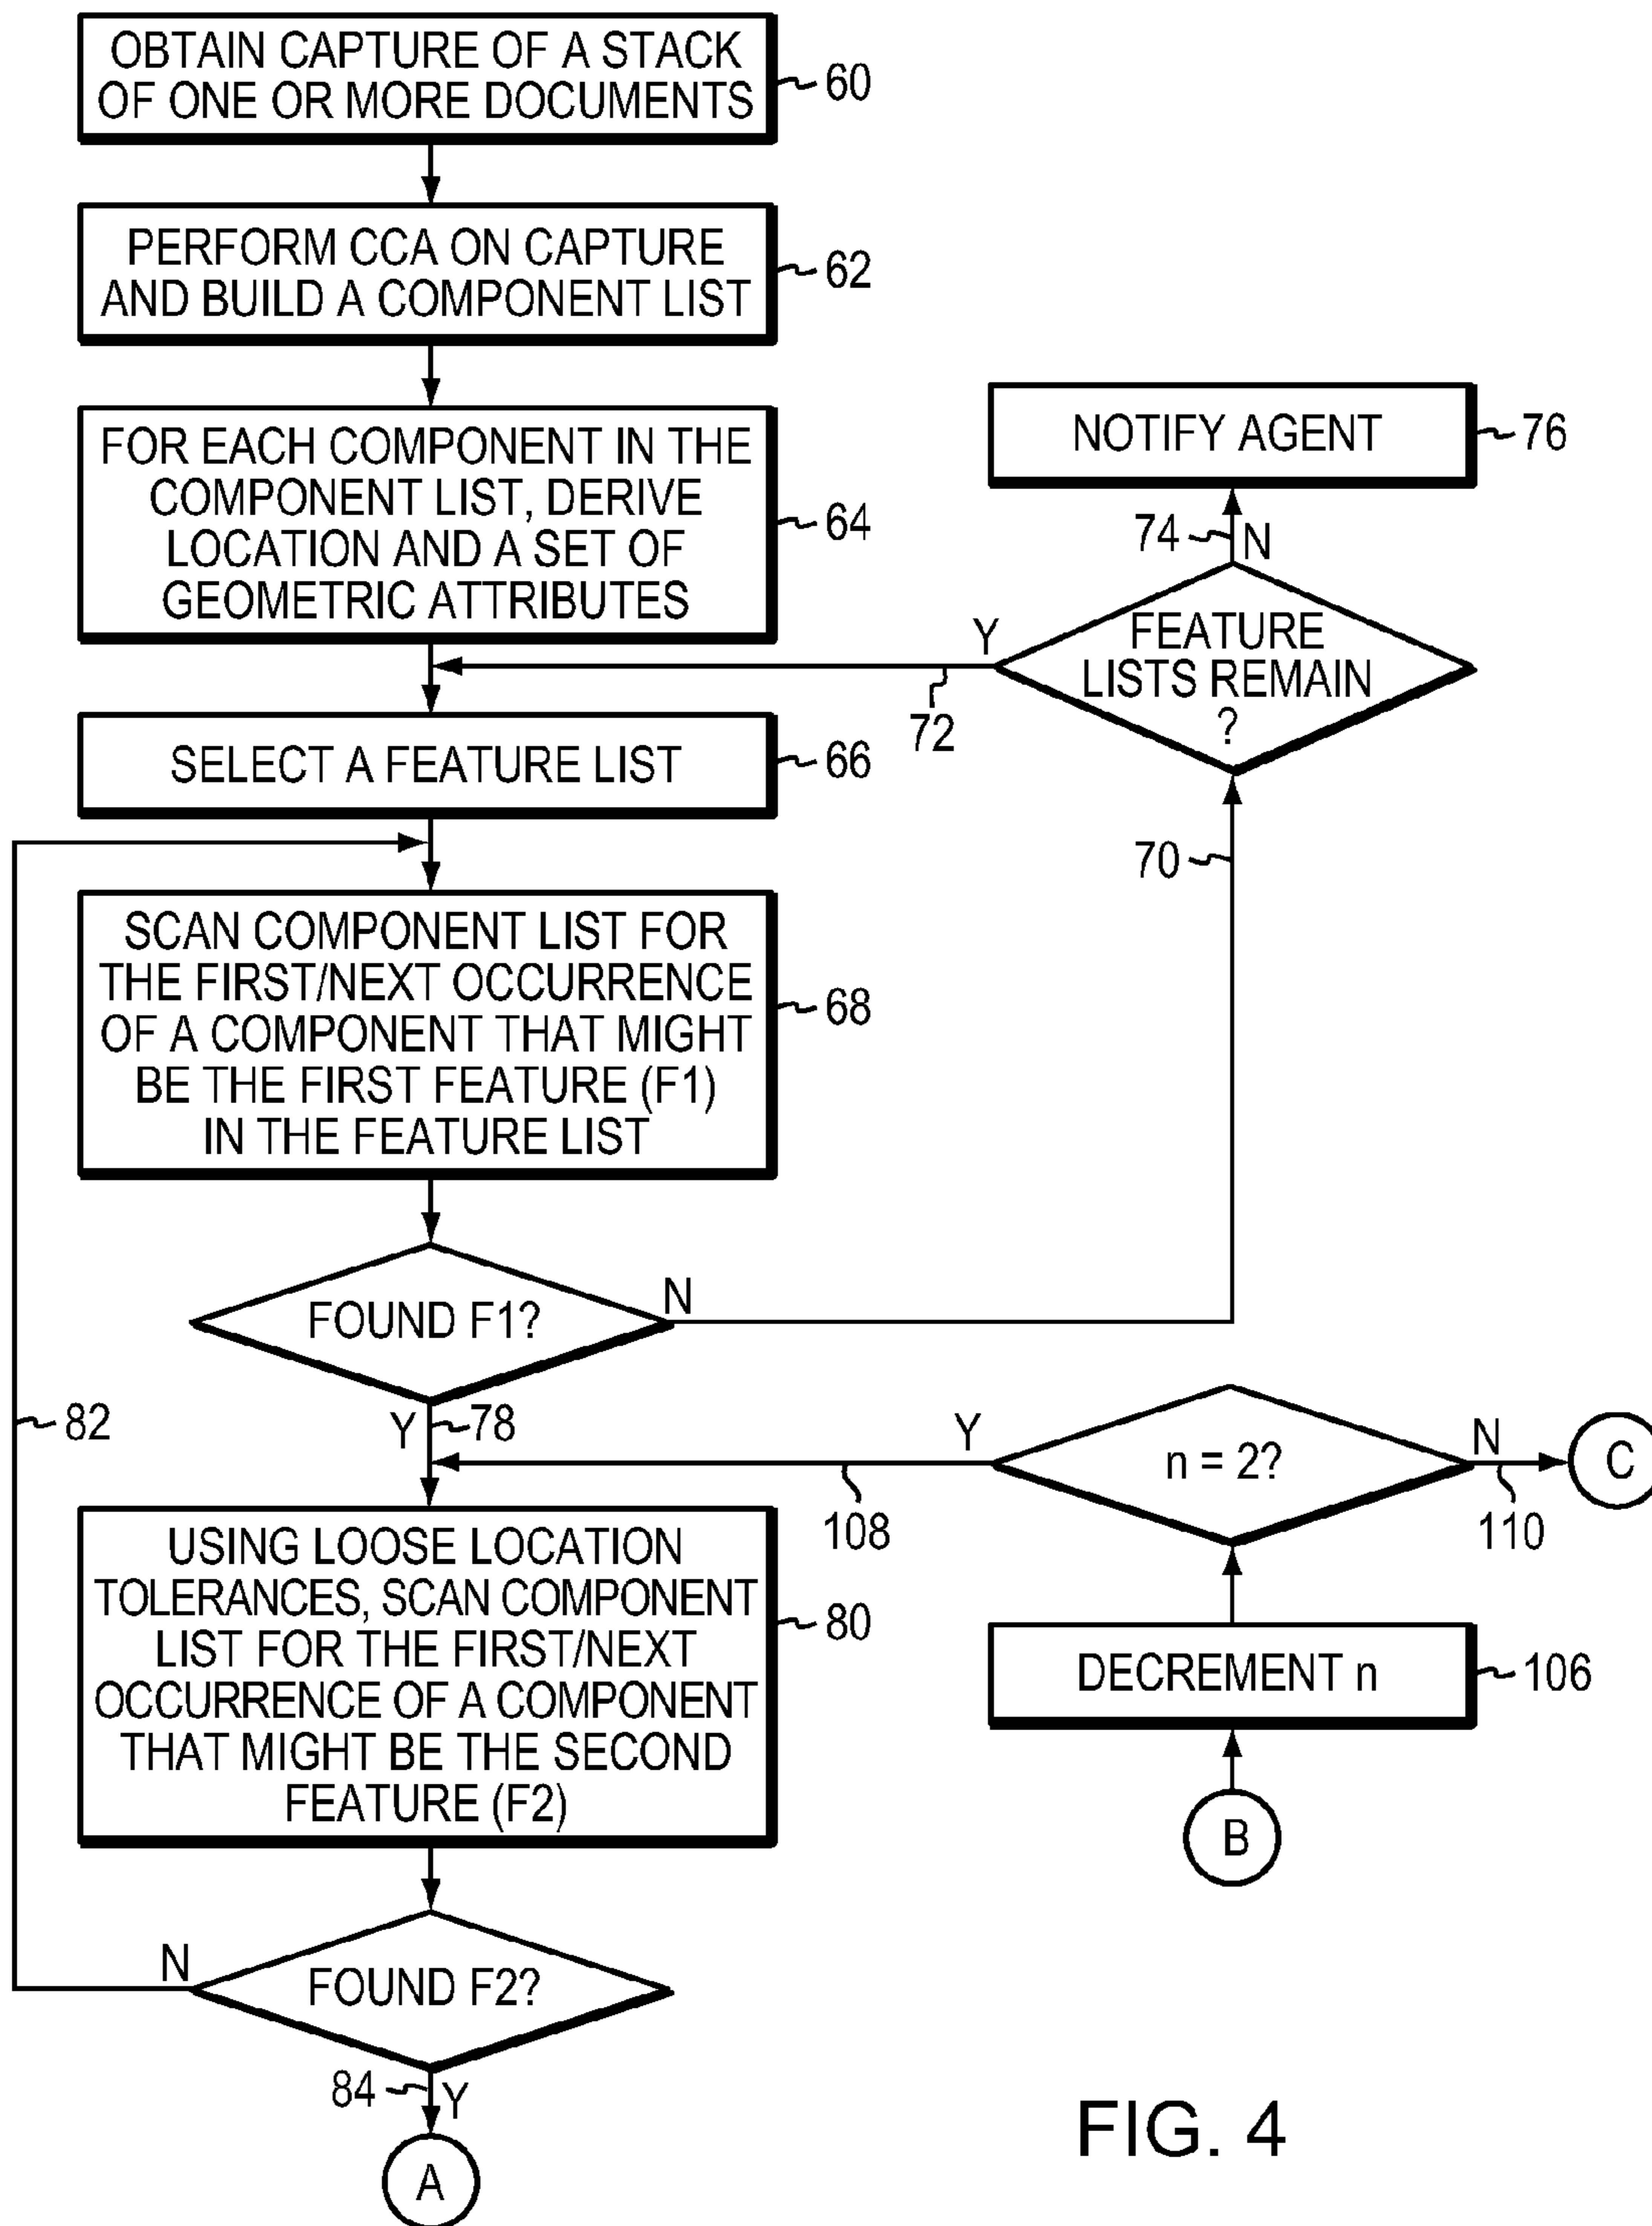 OBTAIN CAPTURE OF A STACK
OF ONE OR MORE DOCUMENTS
60
PERFORM CCA ON CAPTURE
AND BUILD A COMPONENT LIST
62
FOR EACH COMPONENT IN THE
COMPONENT LIST, DERIVE
LOCATION AND A SET OF
GEOMETRIC ATTRIBUTES
64
NOTIFY AGENT
76
74
N
FEATURE
LISTS REMAIN
?
Y
72
SELECT A FEATURE LIST
66
70
SCAN COMPONENT LIST FOR
THE FIRST/NEXT OCCURRENCE
OF A COMPONENT THAT MIGHT
BE THE FIRST FEATURE (F1)
IN THE FEATURE LIST
68
FOUND F1?
N
82
Y
78
Y
n = 2?
N
C
108
110
USING LOOSE LOCATION
TOLERANCES, SCAN COMPONENT
LIST FOR THE FIRST/NEXT
OCCURRENCE OF A COMPONENT
THAT MIGHT BE THE SECOND
FEATURE (F2)
80
DECREMENT n
106
B
N
FOUND F2?
84
Y
A
FIG. 4